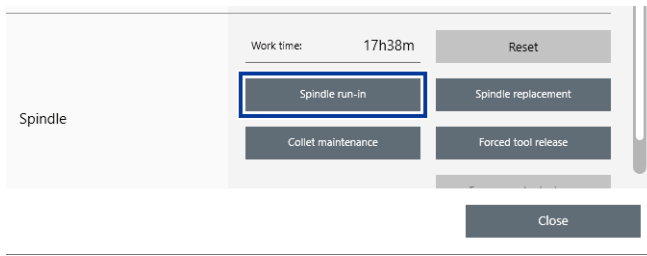 Work time: 17h38m Reset
Spindle run-in Spindle replacement
Spindle
Collet maintenance Forced tool release
Close